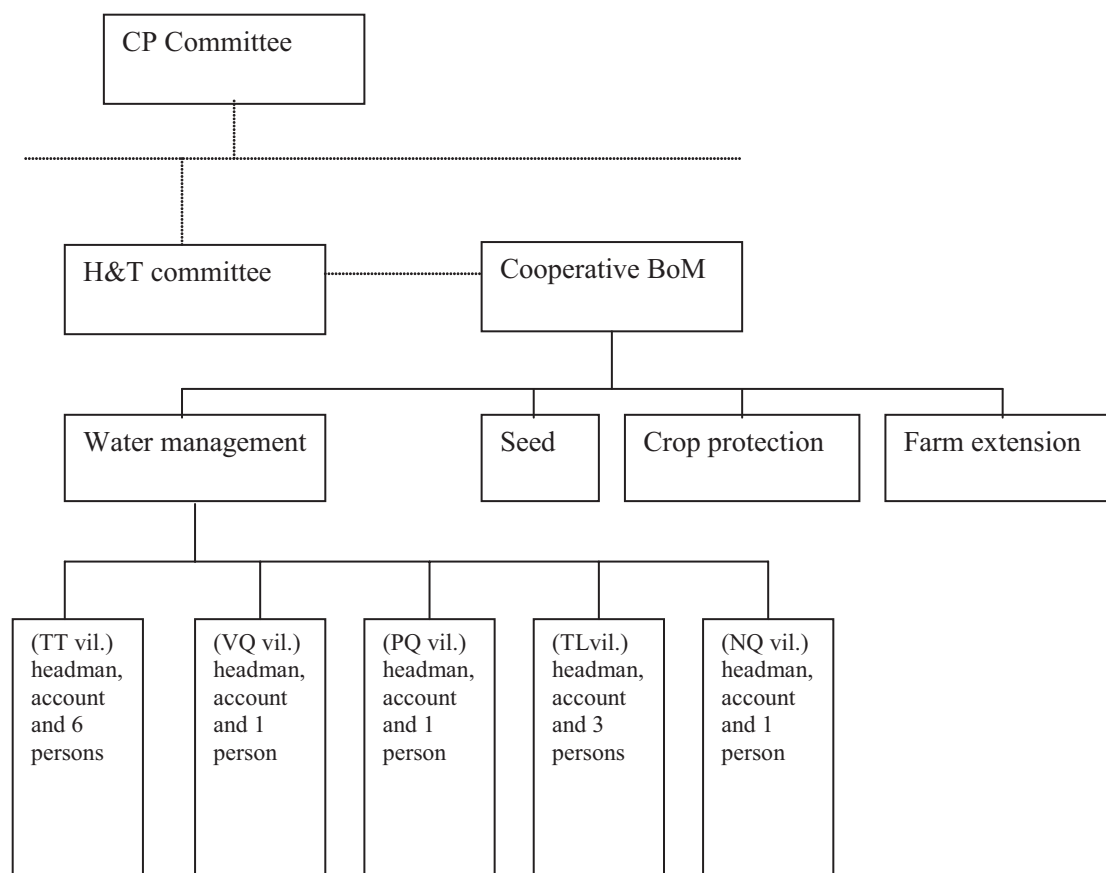 CP Committee
H&T committee
Cooperative BoM
Water management
Seed
Crop protection
Farm extension
(TT vil.)
headman,
account
and 6
persons
(VQ vil.)
headman,
account
and 1
person
(PQ vil.)
headman,
account
and 1
person
(TLvil.)
headman,
account
and 3
persons
(NQ vil.)
headman,
account
and 1
person